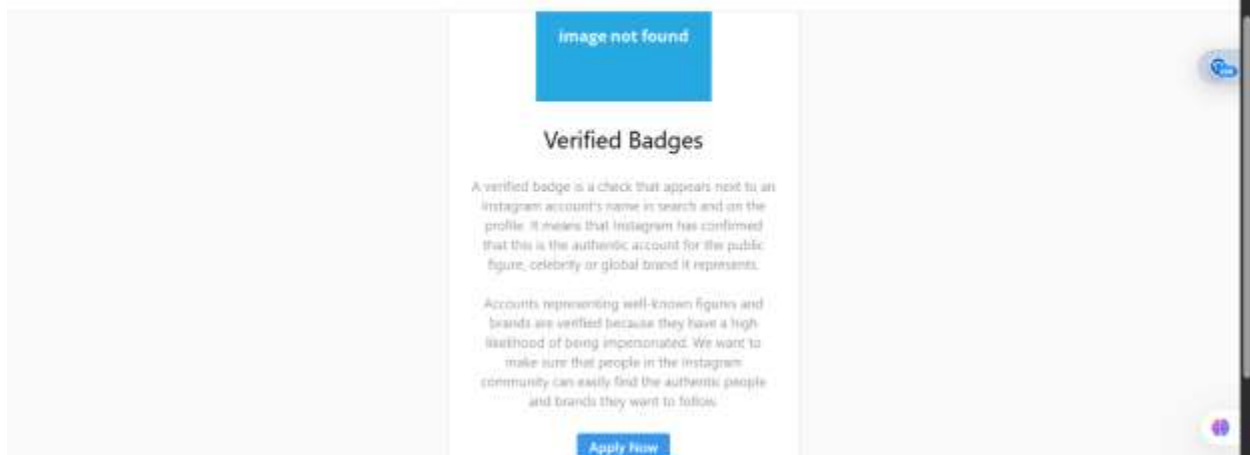 image not found
Verified Badges
A verified badge is a check that appears next to an
Instagram account's name in search and on the
profile. It means that Instagram has confirmed
that this is the authentic account for the public
figure, celebrity or global brand it represents.
Accounts representing well-known figures and
brands are verified because they have a high
likelihood of being impersonated. We want to
make sure that people in the Instagram
community can easily find the authentic people
and brands they want to follow.
Apply Now